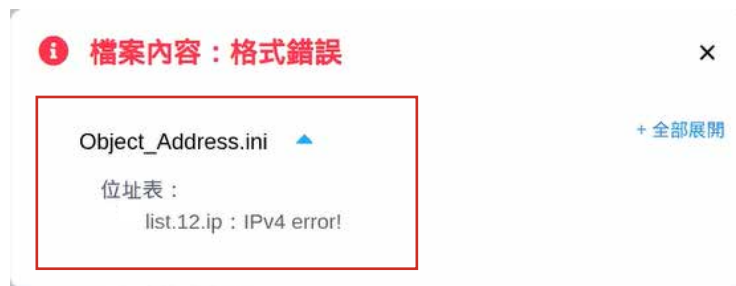 檔案內容：格式錯誤
×
Object_Address.ini
+ 全部展開
位址表：
list.12.ip：IPv4 error!